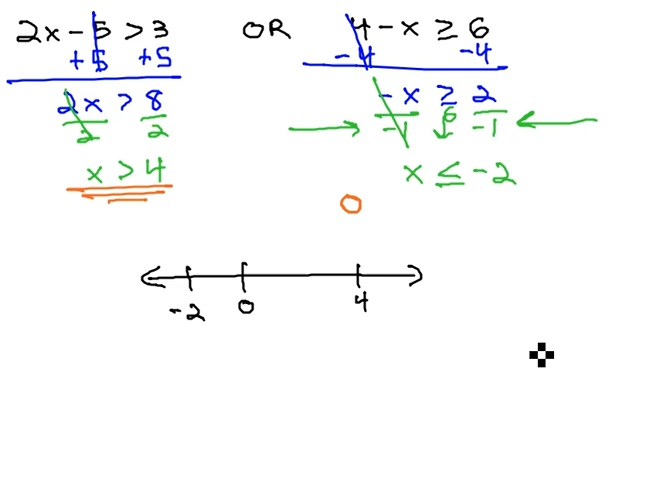 2x - 5 > 3 OR 4 - x ≥ 6
+5 +5 -4 -4
2x > 8 -x ≥ 2
2 2 -1 -1
x > 4 x ≤ -2
-2 0 4